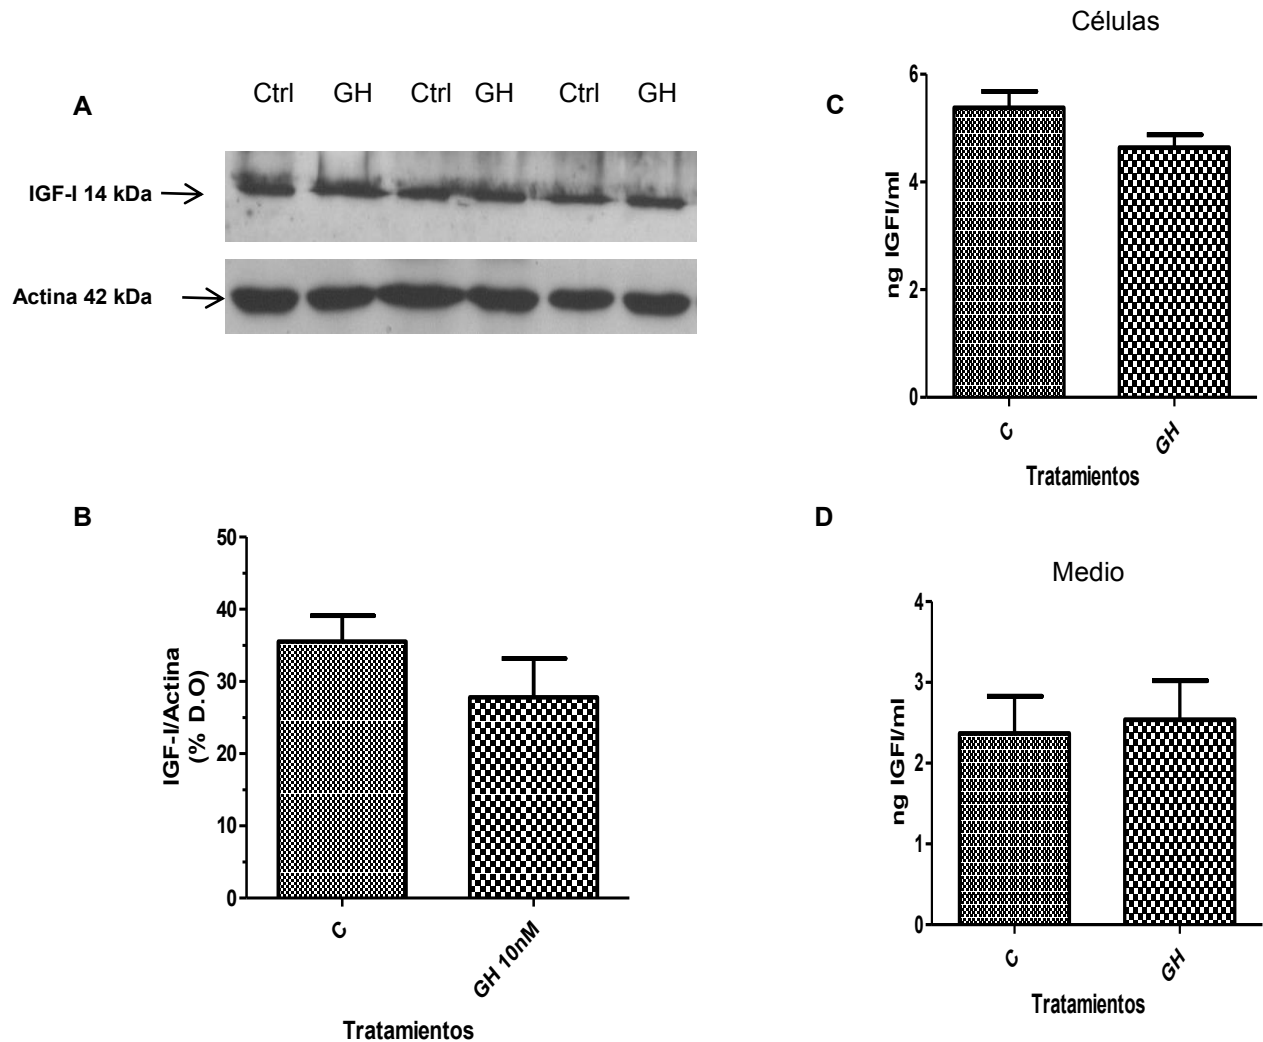 A
Ctrl GH Ctrl GH Ctrl GH
IGF-I 14 kDa
Actina 42 kDa
B
50
40
30
20
10
0
IGF-I/Actina
(% D.O)
C
GH 10nM
Tratamientos
C
Células
6
4
2
0
ng IGFI/ml
C
GH
Tratamientos
D
Medio
4
3
2
1
0
ng IGFI/ml
C
GH
Tratamientos